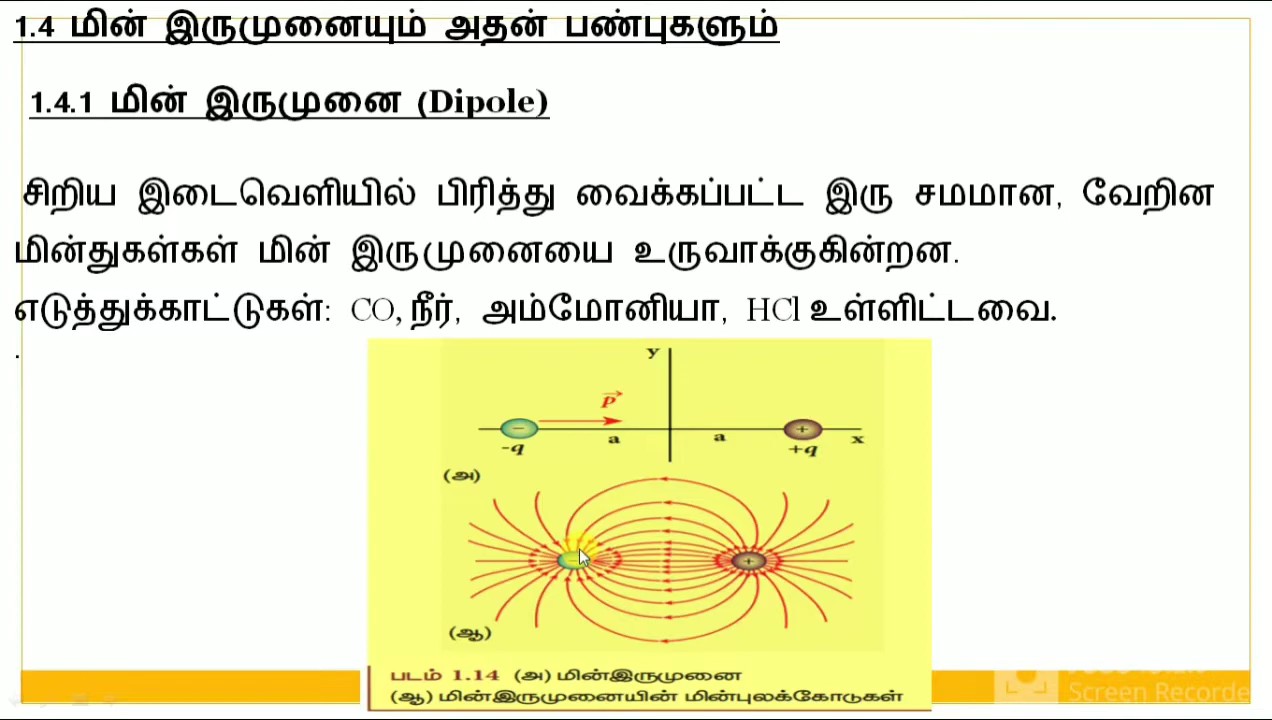 1.4 மின் இருமுனையும் அதன் பண்புகளும்
1.4.1 மின் இருமுனை (Dipole)
சிறிய இடைவெளியில் பிரித்து வைக்கப்பட்ட இரு சமமான, வேறின
மின்துகள்கள் மின் இருமுனையை உருவாக்குகின்றன.
எடுத்துக்காட்டுகள்: CO, நீர், அம்மோனியா, HCl உள்ளிட்டவை.
.
y
p
a a x
-q +q
(அ)
(ஆ)
படம் 1.14 (அ) மின்இருமுனை
(ஆ) மின்இருமுனையின் மின்புலக்கோடுகள்
Screen Recorde